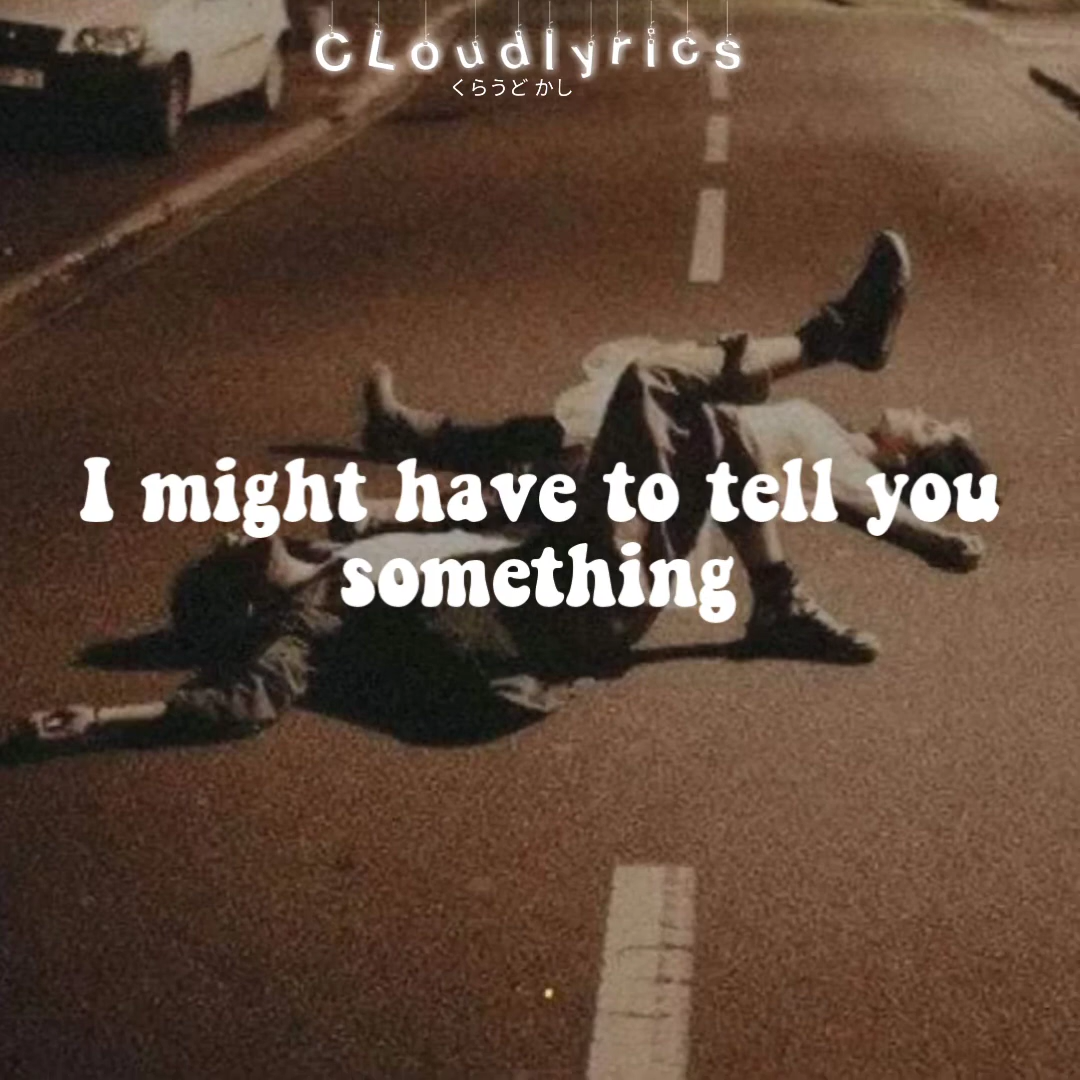 CLoudlyrics
くらうど かし
I might have to tell you
something